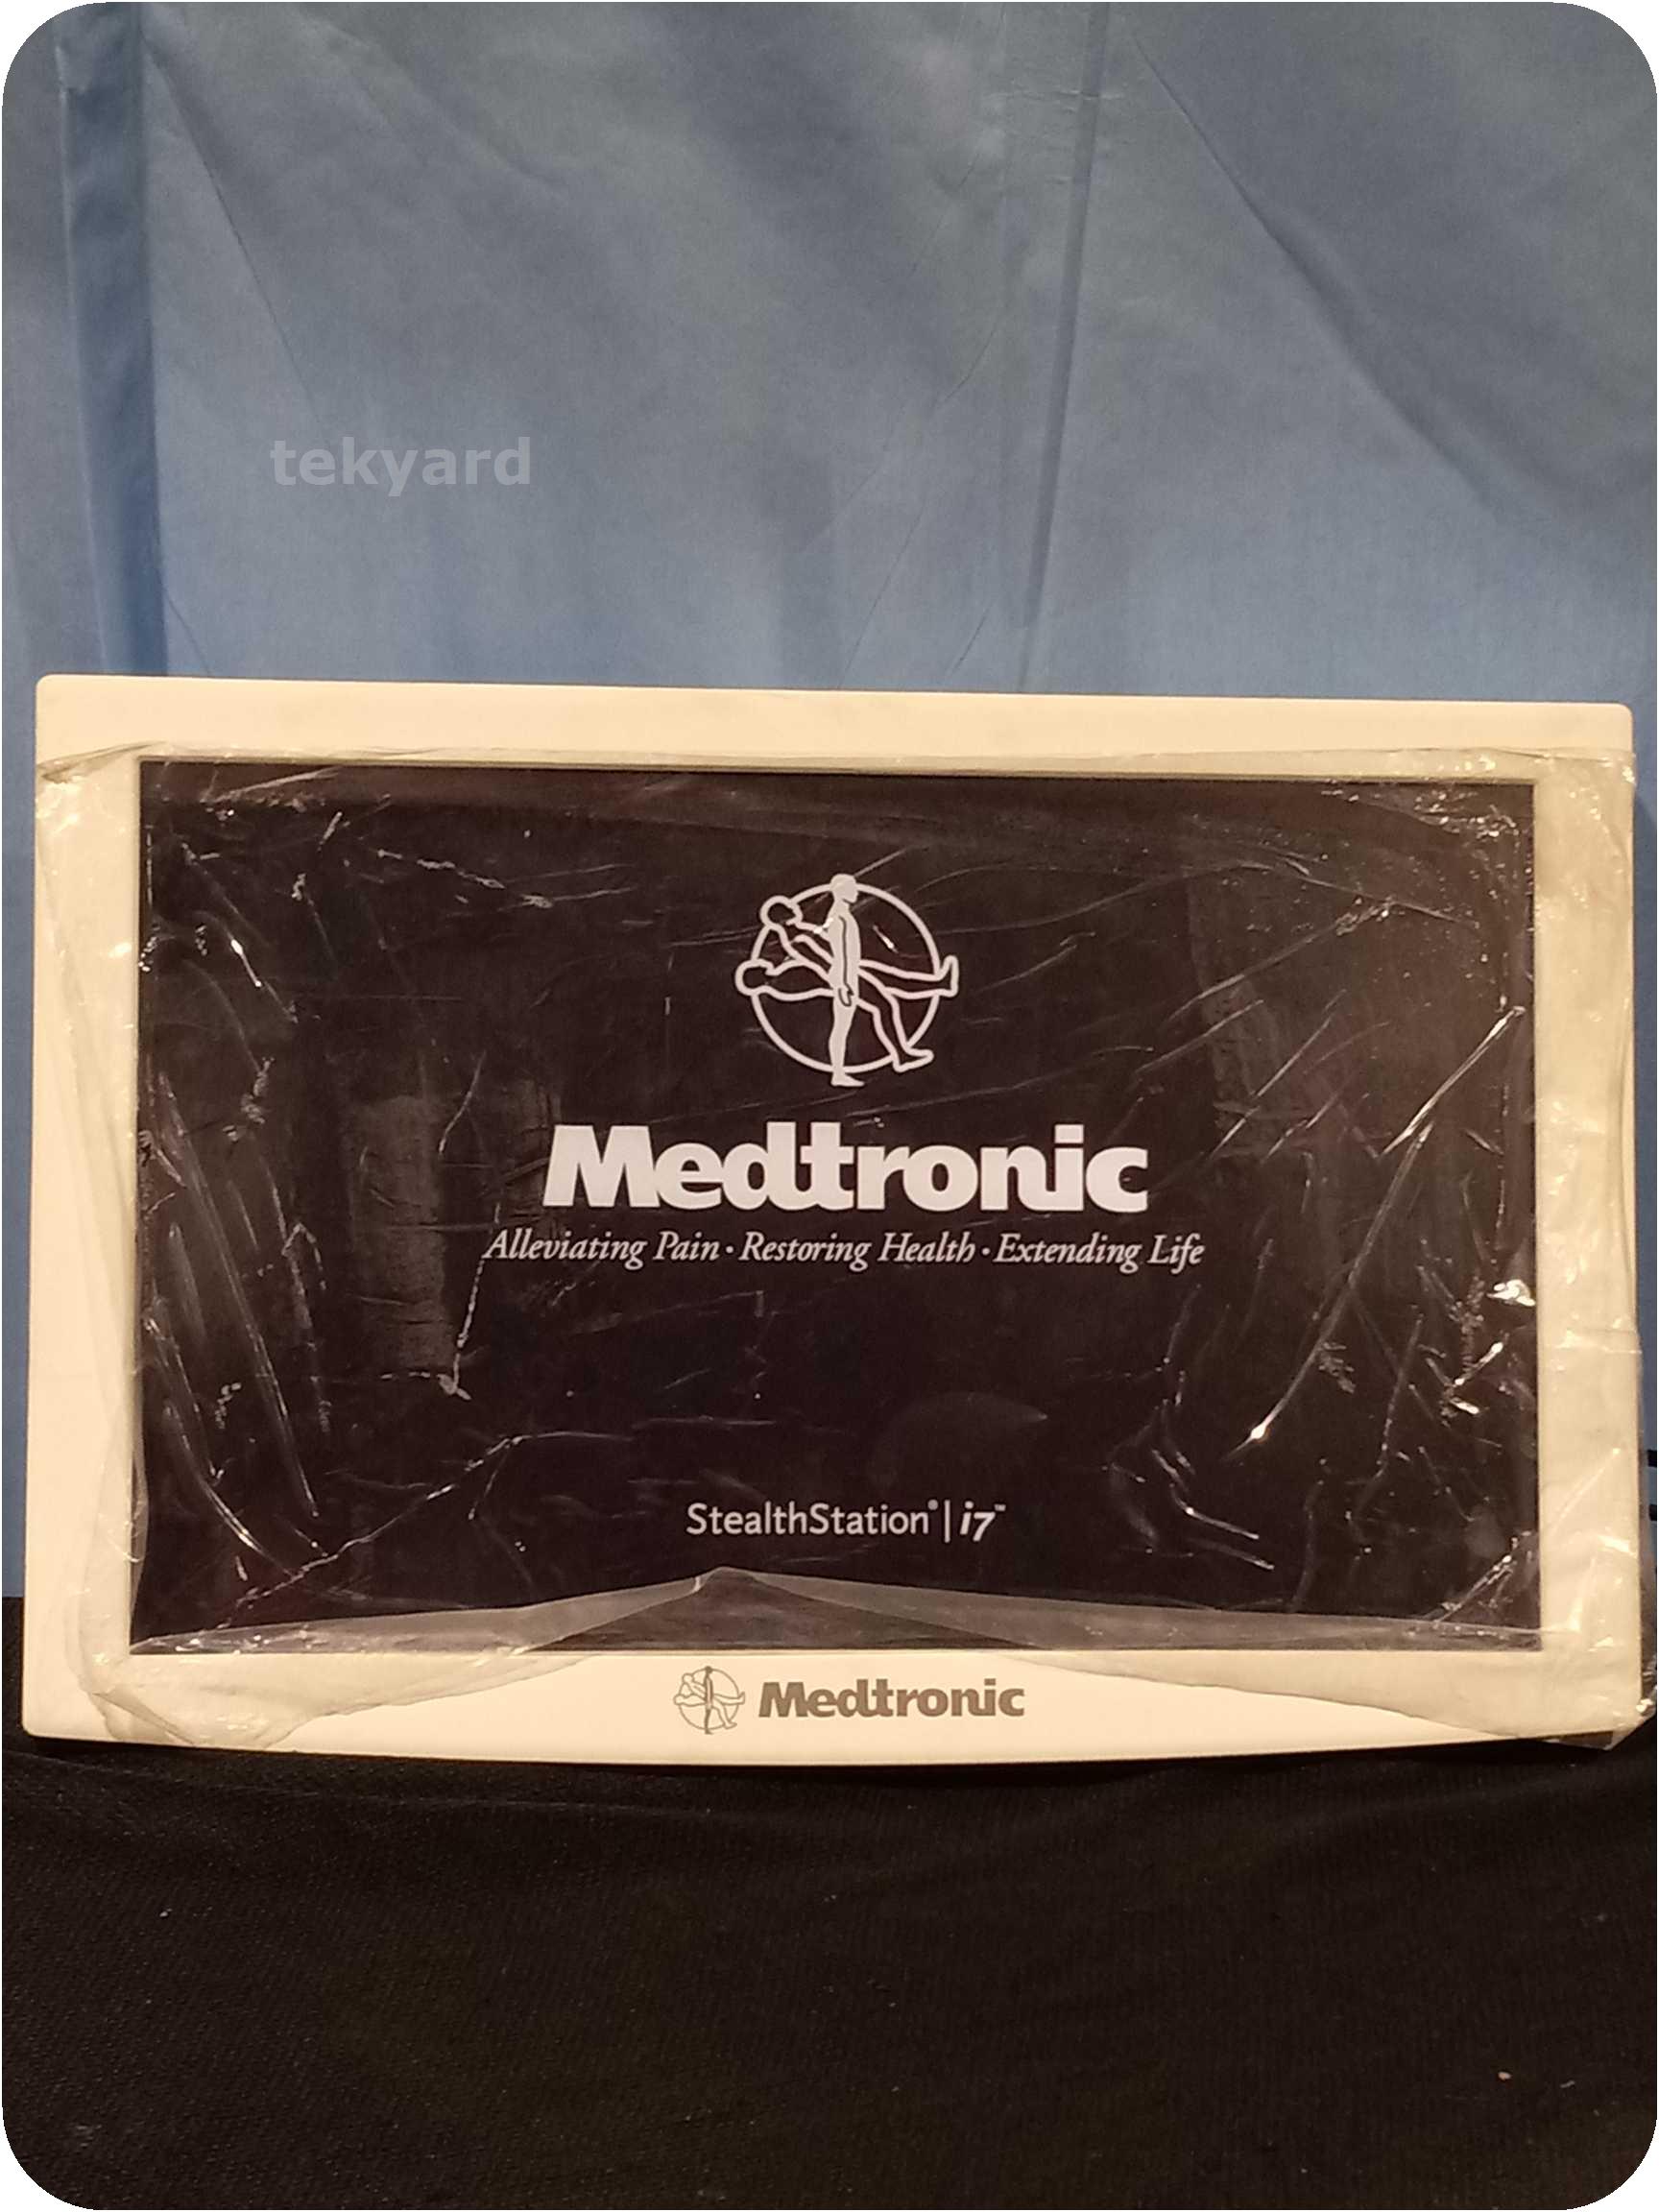 tekyard
Medtronic
Alleviating Pain · Restoring Health · Extending Life
StealthStation® | i7™
Medtronic